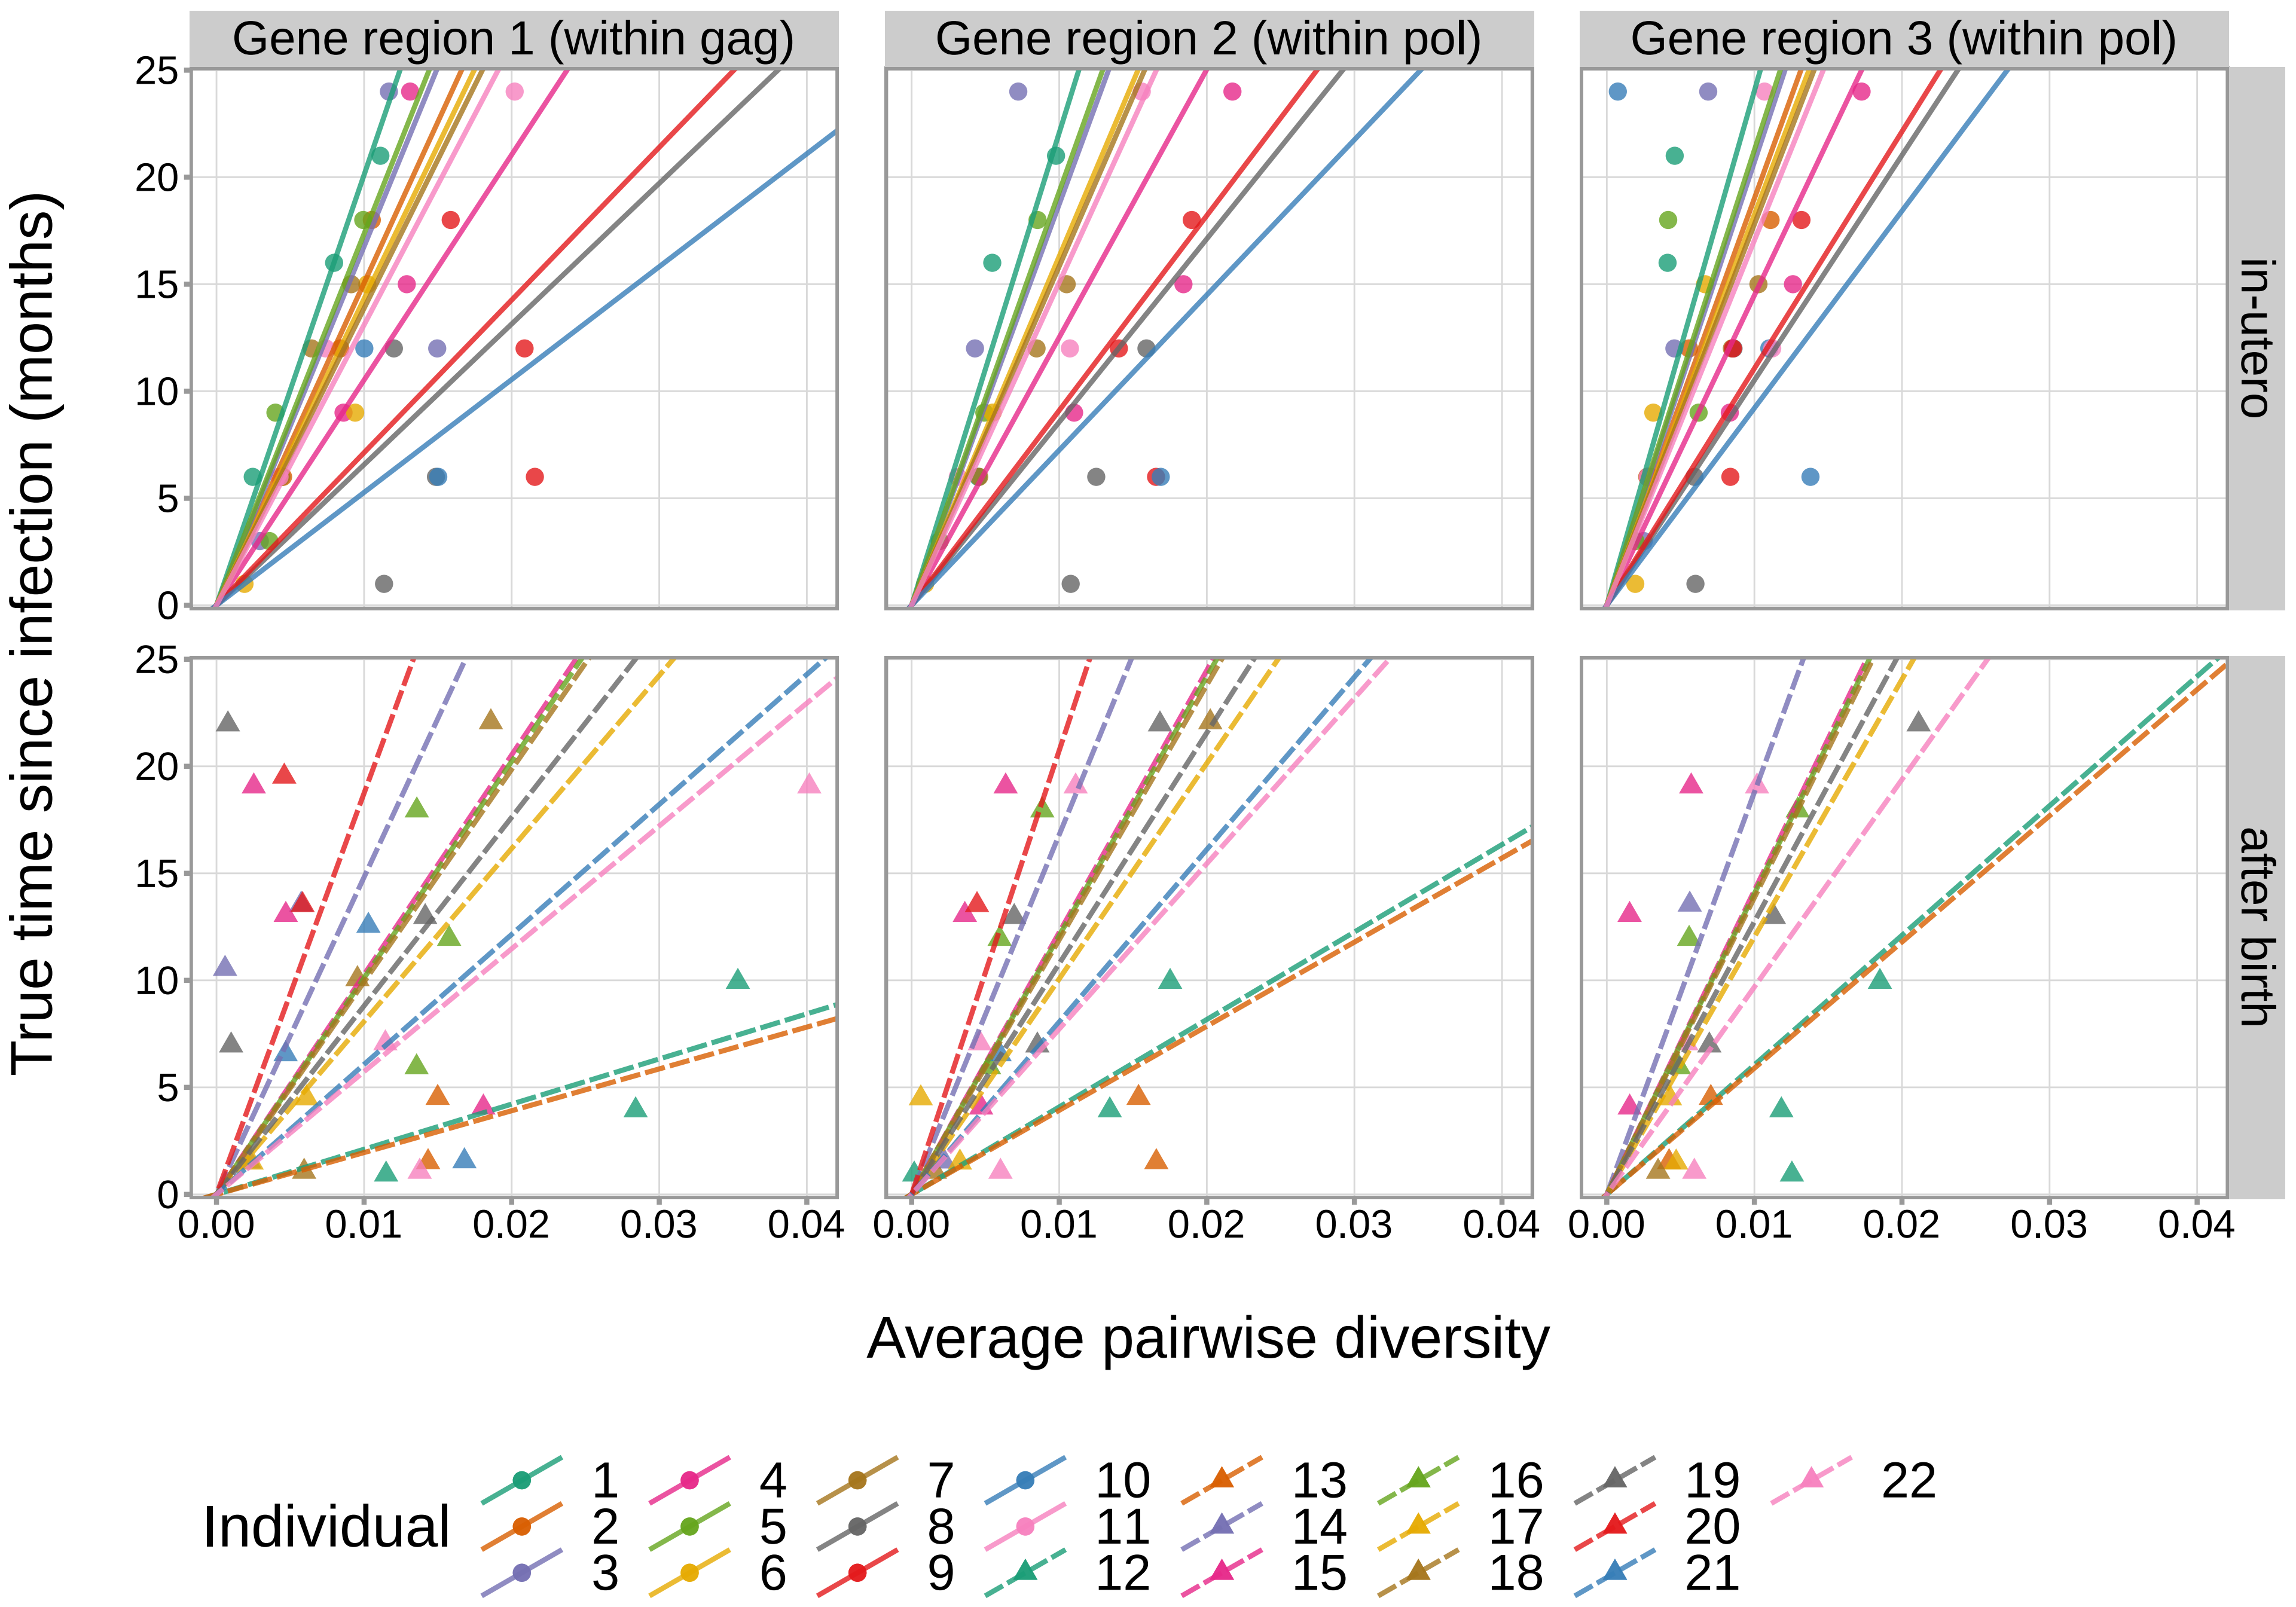 Gene region 1 (within gag) Gene region 2 (within pol) Gene region 3 (within pol)
True time since infection (months)
25
20
15
10
5
0
in-utero
25
20
15
10
5
0
after birth
0.00 0.01 0.02 0.03 0.04 0.00 0.01 0.02 0.03 0.04 0.00 0.01 0.02 0.03 0.04
Average pairwise diversity
Individual
1 4 7 10 13 16 19 22
2 5 8 11 14 17 20
3 6 9 12 15 18 21